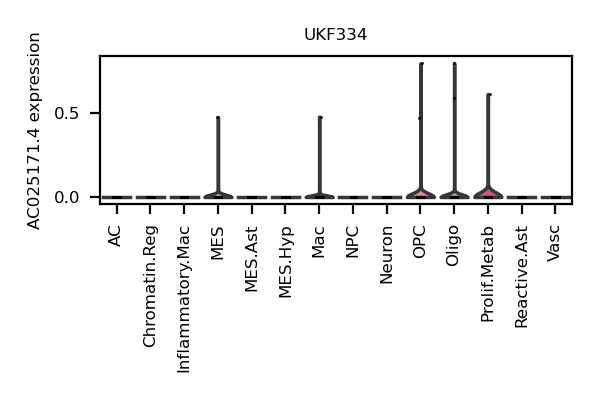 UKF334
AC025171.4 expression
0.5
0.0
AC
Chromatin.Reg
Inflammatory.Mac
MES
MES.Ast
MES.Hyp
Mac
NPC
Neuron
OPC
Oligo
Prolif.Metab
Reactive.Ast
Vasc